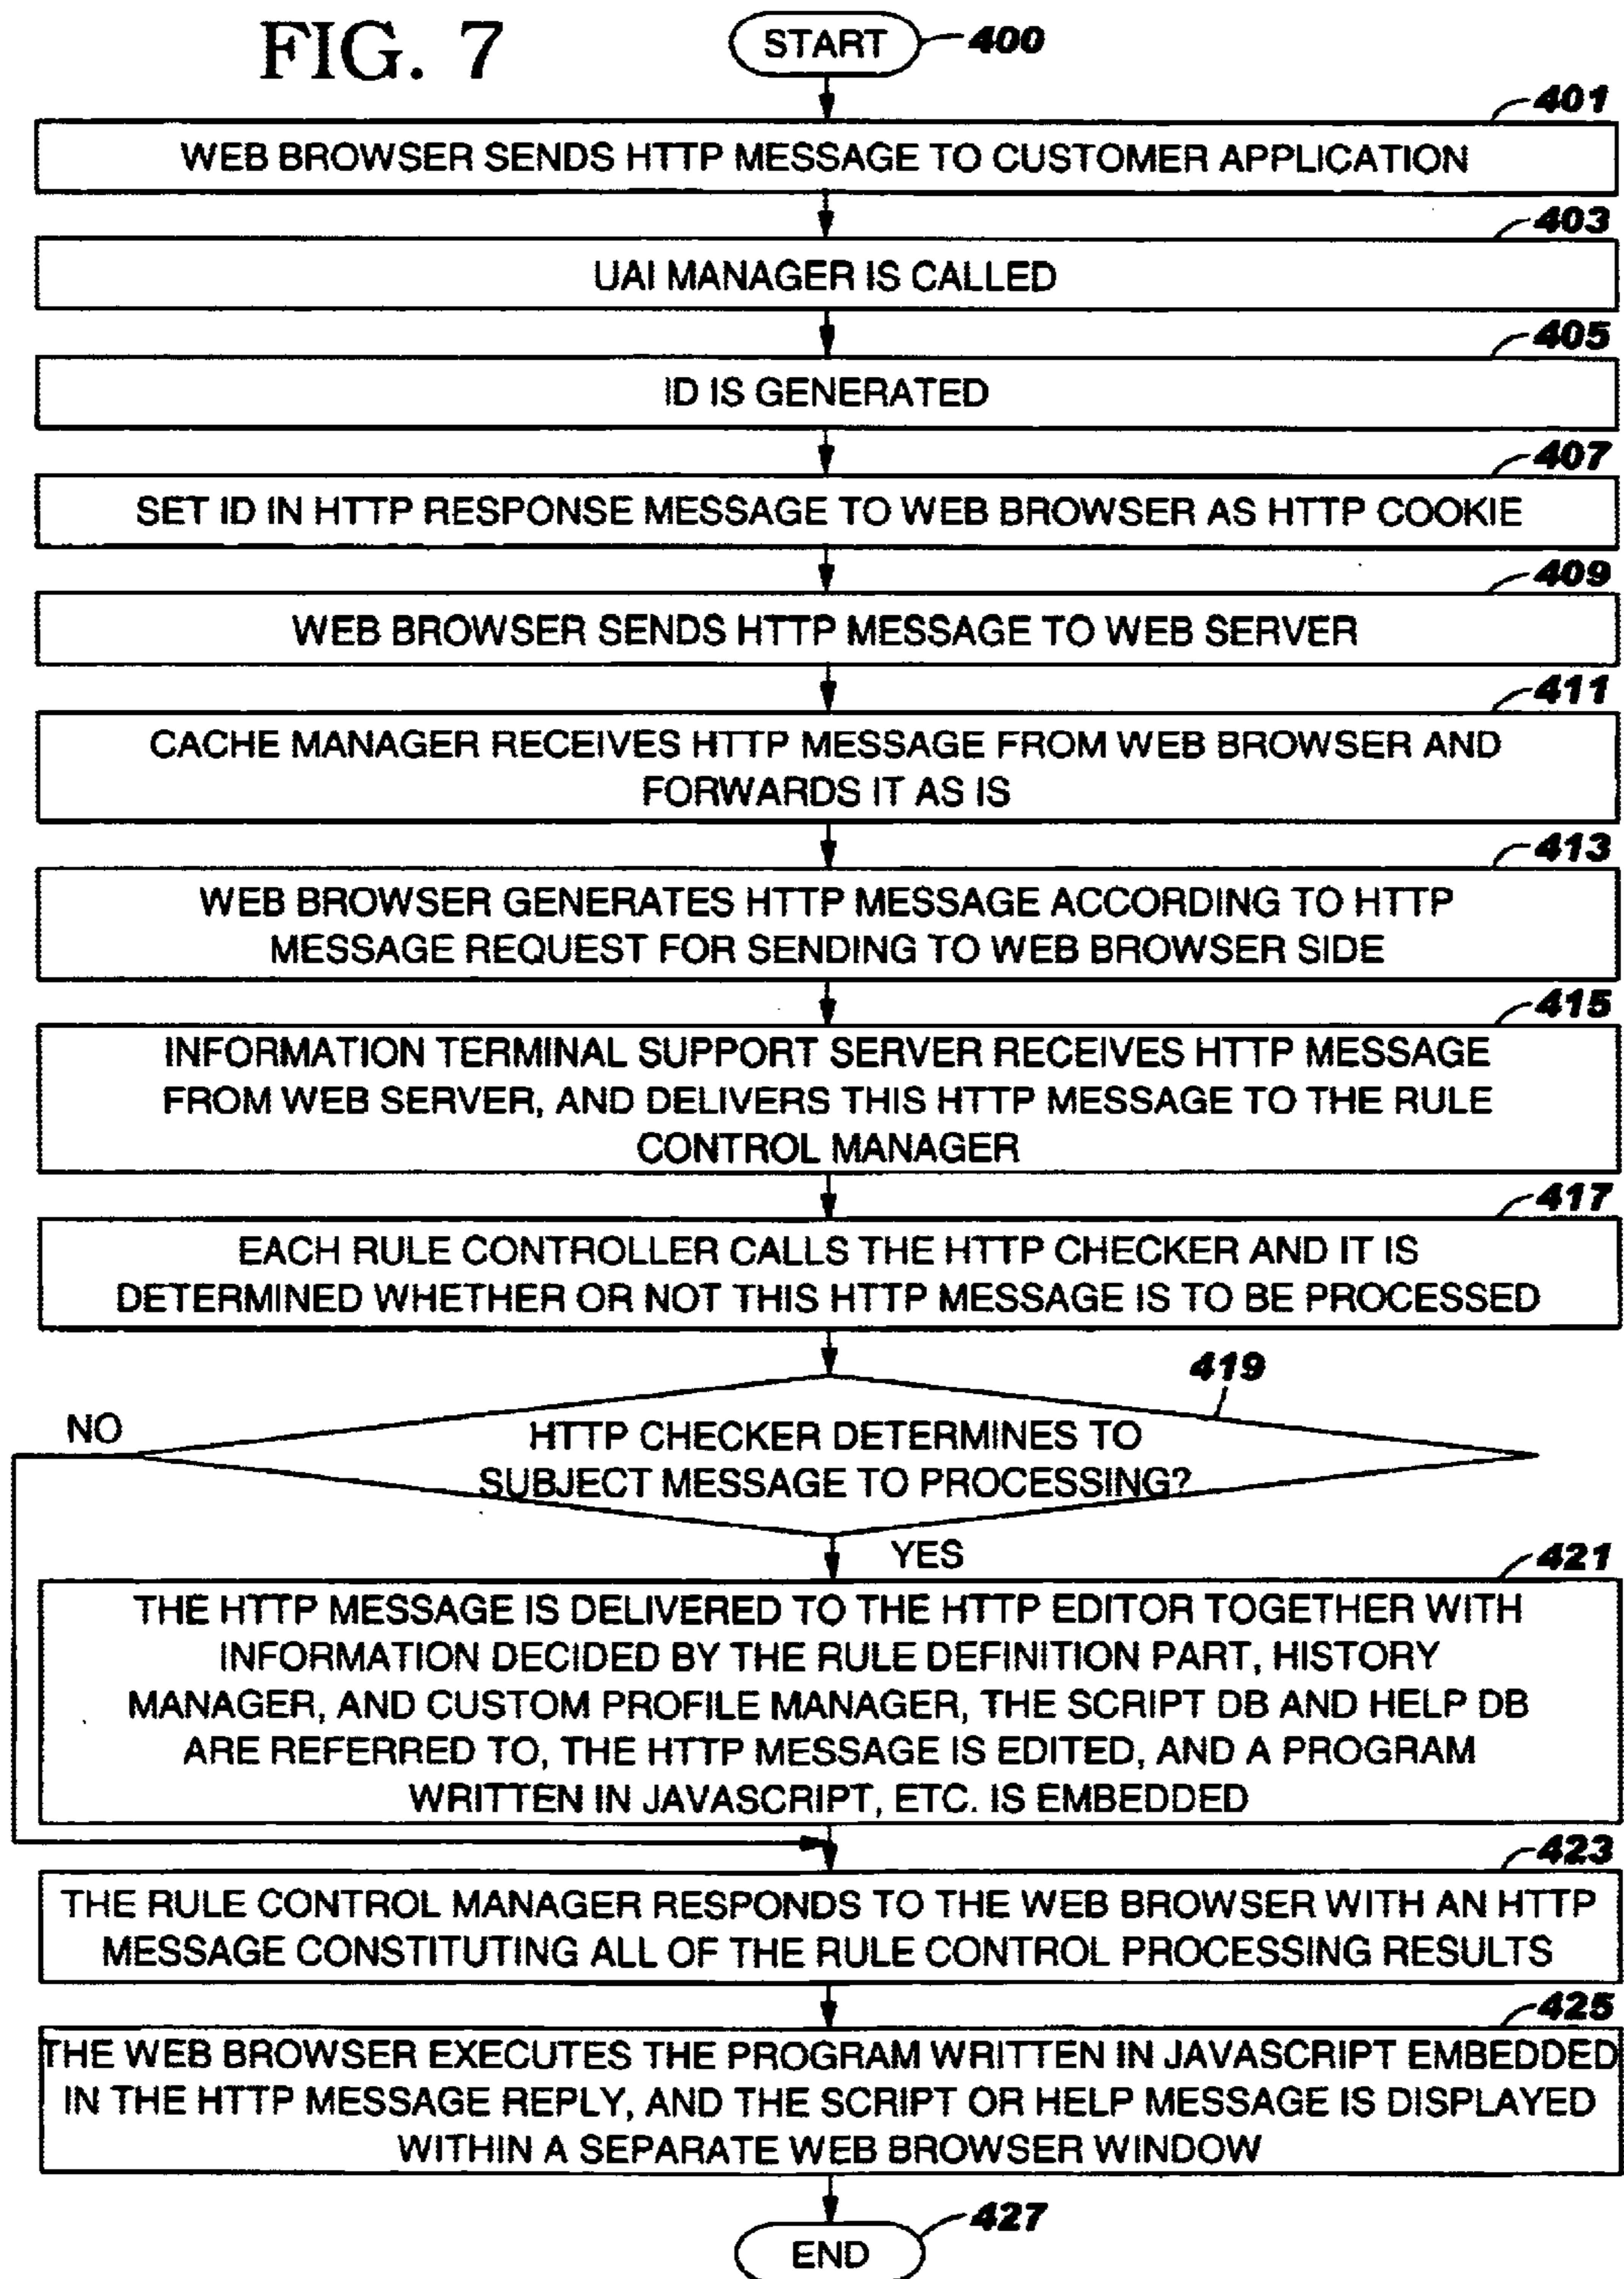 FIG. 7
START
400
401
WEB BROWSER SENDS HTTP MESSAGE TO CUSTOMER APPLICATION
403
UAI MANAGER IS CALLED
405
ID IS GENERATED
407
SET ID IN HTTP RESPONSE MESSAGE TO WEB BROWSER AS HTTP COOKIE
409
WEB BROWSER SENDS HTTP MESSAGE TO WEB SERVER
411
CACHE MANAGER RECEIVES HTTP MESSAGE FROM WEB BROWSER AND
FORWARDS IT AS IS
413
WEB BROWSER GENERATES HTTP MESSAGE ACCORDING TO HTTP
MESSAGE REQUEST FOR SENDING TO WEB BROWSER SIDE
415
INFORMATION TERMINAL SUPPORT SERVER RECEIVES HTTP MESSAGE
FROM WEB SERVER, AND DELIVERS THIS HTTP MESSAGE TO THE RULE
CONTROL MANAGER
417
EACH RULE CONTROLLER CALLS THE HTTP CHECKER AND IT IS
DETERMINED WHETHER OR NOT THIS HTTP MESSAGE IS TO BE PROCESSED
419
NO
HTTP CHECKER DETERMINES TO
SUBJECT MESSAGE TO PROCESSING?
YES
421
THE HTTP MESSAGE IS DELIVERED TO THE HTTP EDITOR TOGETHER WITH
INFORMATION DECIDED BY THE RULE DEFINITION PART, HISTORY
MANAGER, AND CUSTOM PROFILE MANAGER, THE SCRIPT DB AND HELP DB
ARE REFERRED TO, THE HTTP MESSAGE IS EDITED, AND A PROGRAM
WRITTEN IN JAVASCRIPT, ETC. IS EMBEDDED
423
THE RULE CONTROL MANAGER RESPONDS TO THE WEB BROWSER WITH AN HTTP
MESSAGE CONSTITUTING ALL OF THE RULE CONTROL PROCESSING RESULTS
425
THE WEB BROWSER EXECUTES THE PROGRAM WRITTEN IN JAVASCRIPT EMBEDDED
IN THE HTTP MESSAGE REPLY, AND THE SCRIPT OR HELP MESSAGE IS DISPLAYED
WITHIN A SEPARATE WEB BROWSER WINDOW
427
END